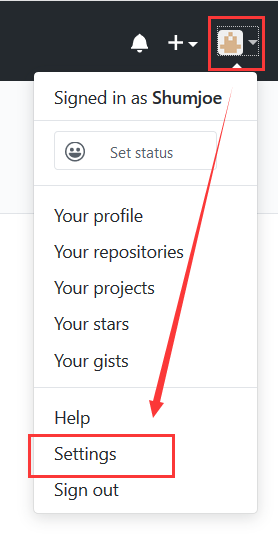 Signed in as Shumjoe
Set status
Your profile
Your repositories
Your projects
Your stars
Your gists
Help
Settings
Sign out